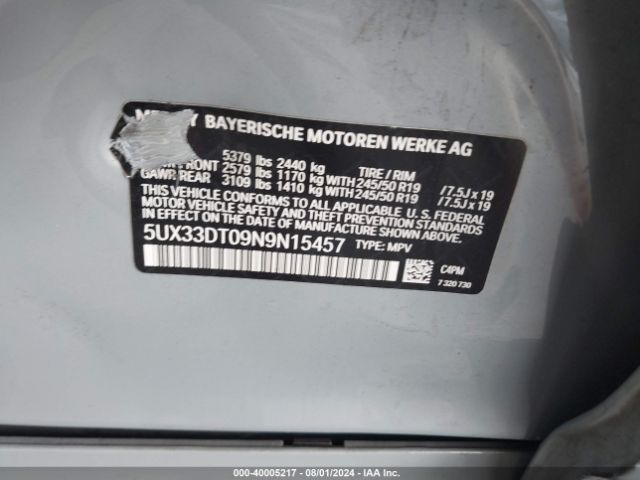 BAYERISCHE MOTOREN WERKE AG
5379 lbs 2440 kg TIRE / RIM
FRONT 2579 lbs 1170 kg WITH 245/50 R19 /7.5J x 19
GAWR REAR 3109 lbs 1410 kg WITH 245/50 R19 /7.5J x 19
THIS VEHICLE CONFORMS TO ALL APPLICABLE U. S. FEDERAL
MOTOR VEHICLE SAFETY AND THEFT PREVENTION STANDARDS IN
EFFECT ON THE DATE OF MANUFACTURE SHOWN ABOVE.
5UX33DT09N9N15457 TYPE: MPV
C4PM
7 320 730
000-40005217 - 08/01/2024 - IAA Inc.